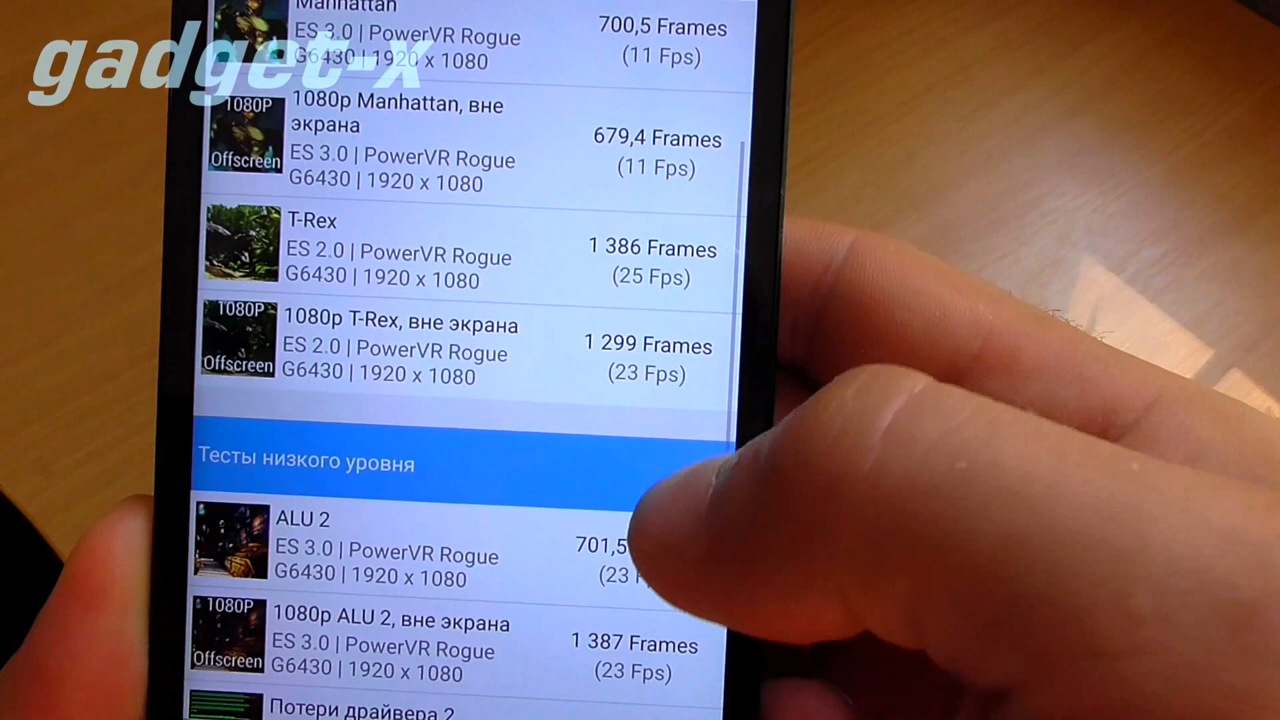 gadget-x
Manhattan
ES 3.0 | PowerVR Rogue
G6430 | 1920 x 1080
700,5 Frames
(11 Fps)
1080P
Offscreen
1080p Manhattan, вне
экрана
ES 3.0 | PowerVR Rogue
G6430 | 1920 x 1080
679,4 Frames
(11 Fps)
T-Rex
ES 2.0 | PowerVR Rogue
G6430 | 1920 x 1080
1 386 Frames
(25 Fps)
1080P
Offscreen
1080p T-Rex, вне экрана
ES 2.0 | PowerVR Rogue
G6430 | 1920 x 1080
1 299 Frames
(23 Fps)
Тесты низкого уровня
ALU 2
ES 3.0 | PowerVR Rogue
G6430 | 1920 x 1080
701,5
(23
1080P
Offscreen
1080p ALU 2, вне экрана
ES 3.0 | PowerVR Rogue
G6430 | 1920 x 1080
1 387 Frames
(23 Fps)
Потери драйвера 2